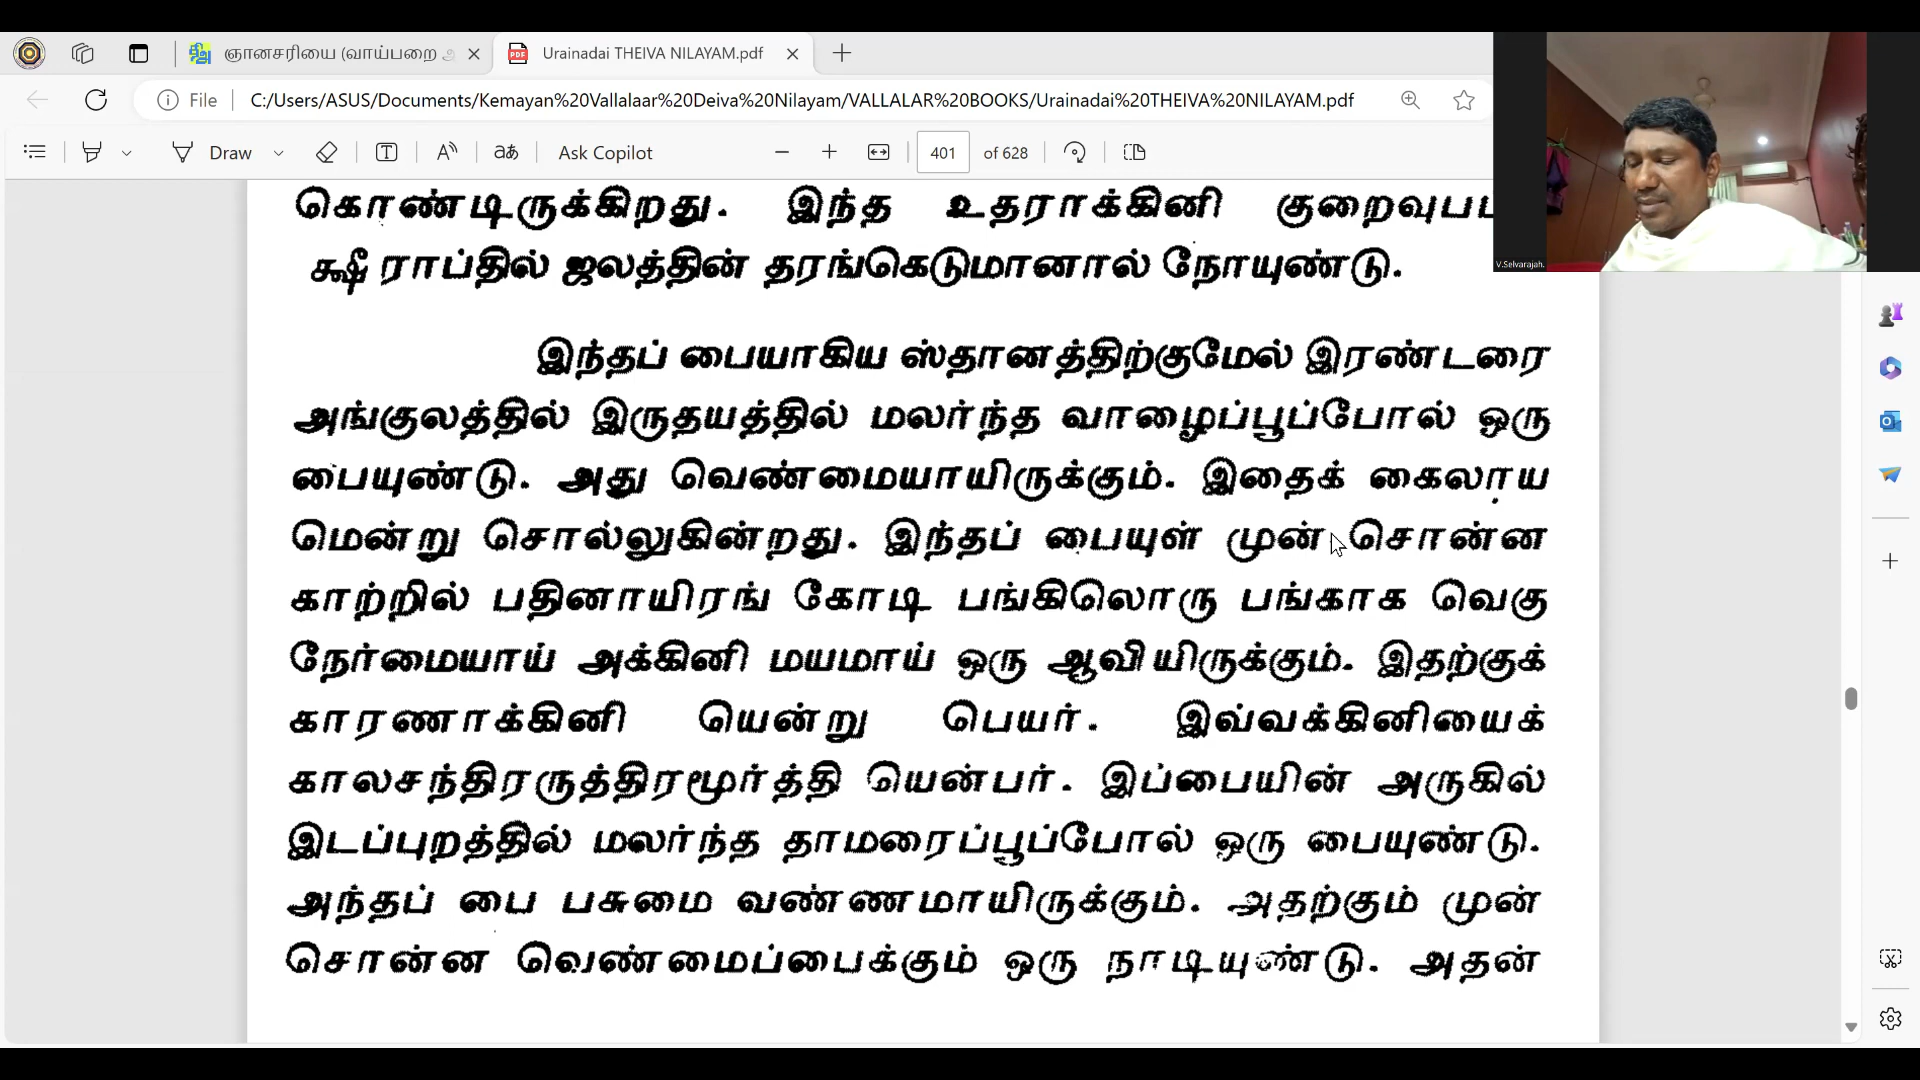 ஞானசரியை (வாய்பறை
Urainadai THEIVA NILAYAM.pdf
File
C:/Users/ASUS/Documents/Kemayan%20Vallalaar%20Deiva%20Nilayam/VALLALAR%20BOOKS/Urainadai%20THEIVA%20NILAYAM.pdf
Draw
Ask Copilot
401 of 628
V.Selvarajah.
கொண்டிருக்கிறது. இந்த உதராக்கினி
க்ஷீ ராப்தில் ஜலத்தின் தரங்கெடுமானால் நோயுண்டு.
இந்தப் பையாகிய ஸ்தானத்திற்குமேல் இரண்டரை
அங்குலத்தில் இருதயத்தில் மலர்ந்த வாழைப்பூப்போல் ஒரு
பையுண்டு. அது வெண்மையாயிருக்கும். இதைக் கைலாய
மென்று சொல்லுகின்றது. இந்தப் பையுள் முன் சொன்ன
காற்றில் பதினாயிரங் கோடி பங்கிலொரு பங்காக வெகு
நேர்மையாய் அக்கினி மயமாய் ஒரு ஆவி யிருக்கும். இதற்குக்
காரணாக்கினி யென்று பெயர். இவ்வக்கினியைக்
காலசந்திரருத்திரமூர்த்தி யென்பர். இப்பையின் அருகில்
இடப்புறத்தில் மலர்ந்த தாமரைப்பூப்போல் ஒரு பையுண்டு.
அந்தப் பை பசுமை வண்ணமாயிருக்கும். அதற்கும் முன்
சொன்ன வெண்மைப்பைக்கும் ஒரு நாடியுண்டு. அதன்